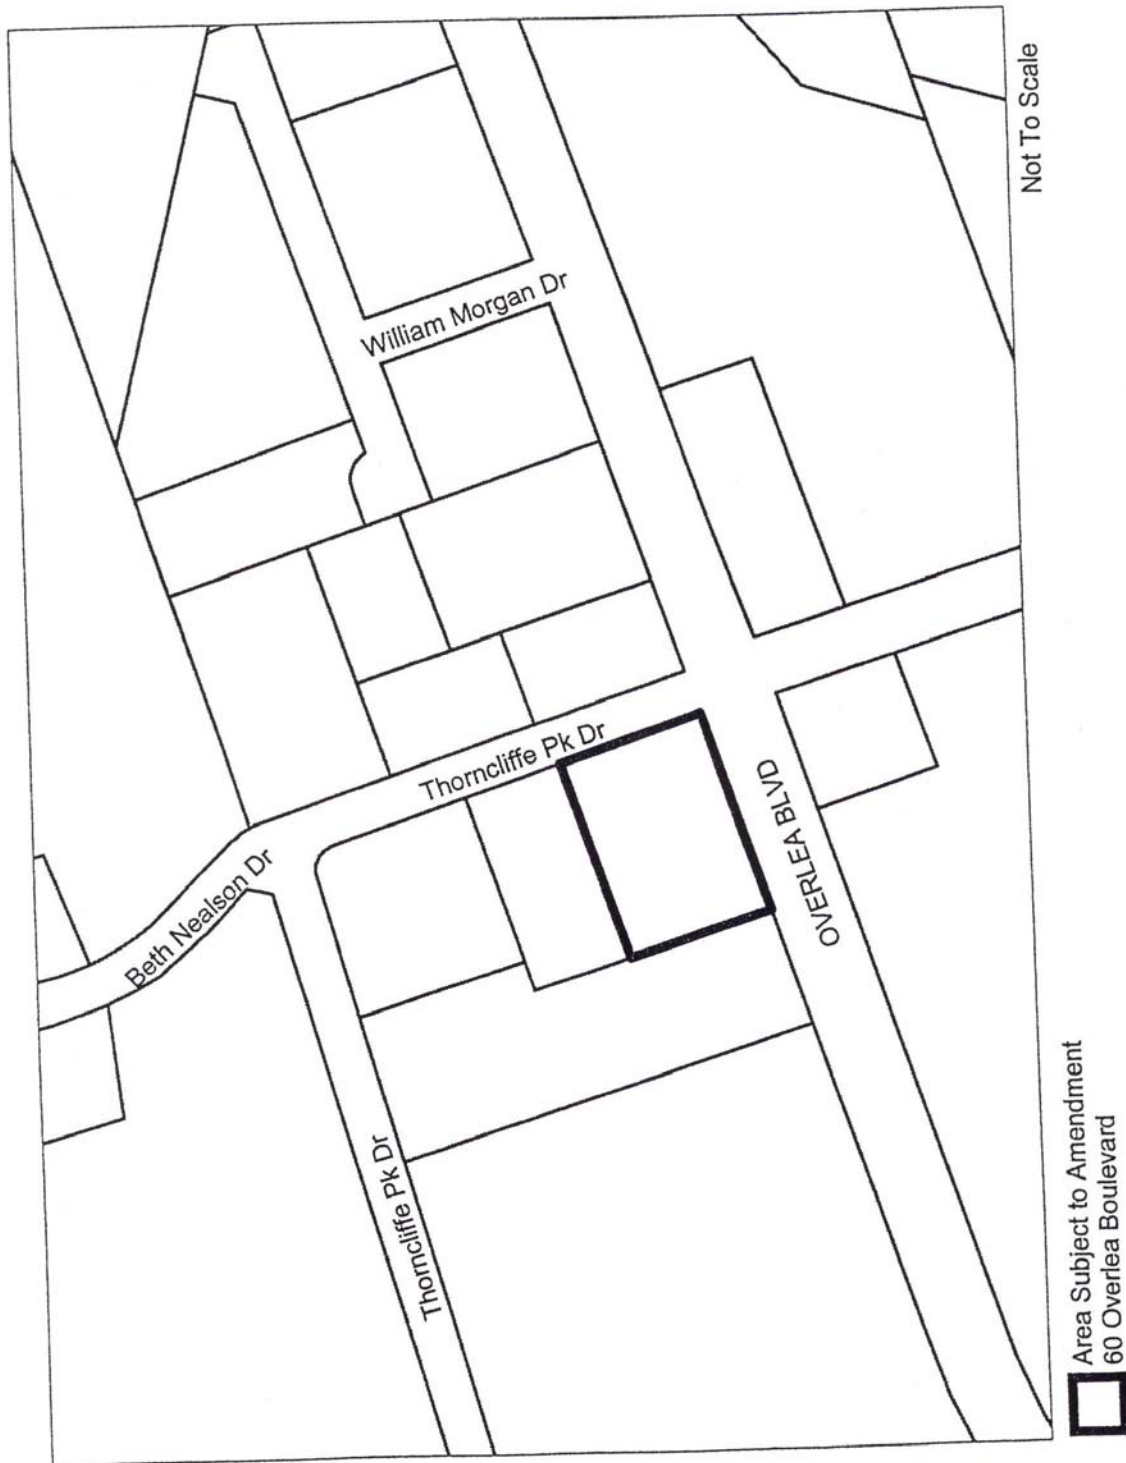 Beth Nealson Dr
Thorncliffe Pk Dr
William Morgan Dr
Thorncliffe Pk Dr
OVERLEA BLVD
Not To Scale
Area Subject to Amendment
60 Overlea Boulevard